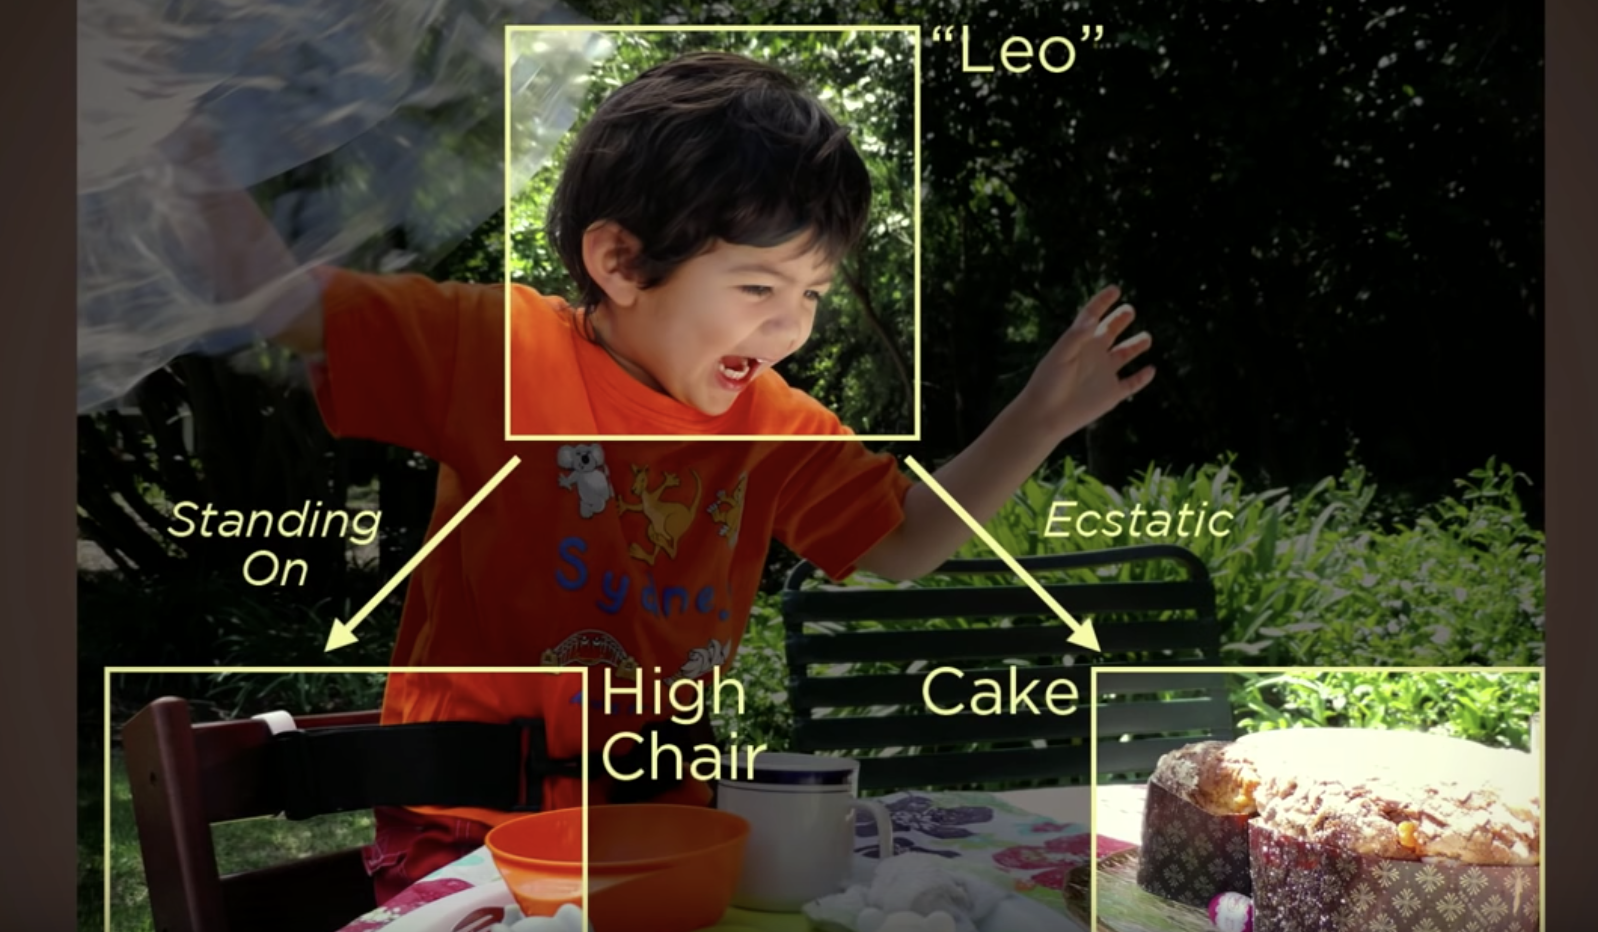 “Leo”
Standing
On
Ecstatic
Sydney
High
Chair
Cake